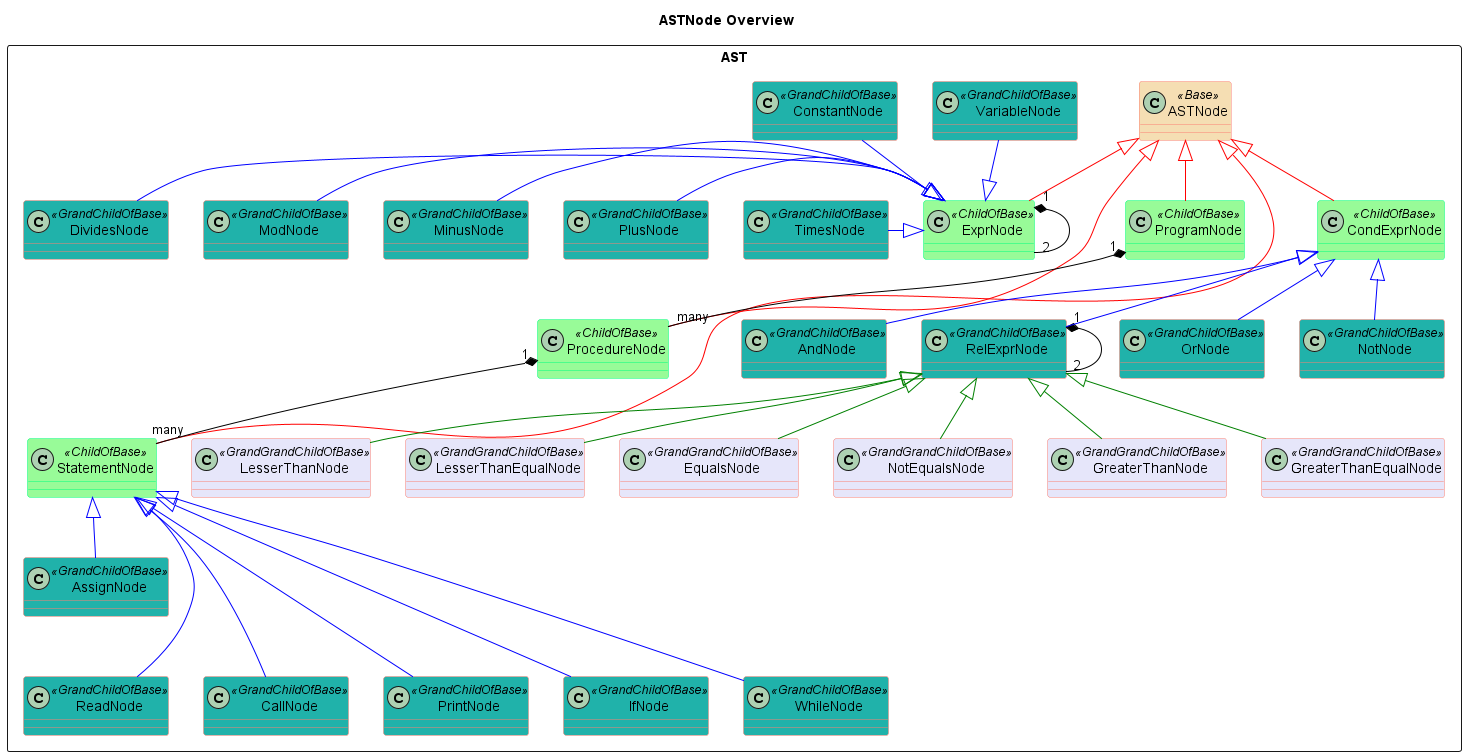 ASTNode Overview
AST
C «GrandChildOfBase»
ConstantNode
C «GrandChildOfBase»
VariableNode
C «Base»
ASTNode
C «GrandChildOfBase»
DividesNode
C «GrandChildOfBase»
ModNode
C «GrandChildOfBase»
MinusNode
C «GrandChildOfBase»
PlusNode
C «GrandChildOfBase»
TimesNode
C «ChildOfBase»
ExprNode
1
2
C «ChildOfBase»
ProgramNode
1
C «ChildOfBase»
CondExprNode
many
C «ChildOfBase»
ProcedureNode
1
C «GrandChildOfBase»
AndNode
C «GrandChildOfBase»
RelExprNode
1
2
C «GrandChildOfBase»
OrNode
C «GrandChildOfBase»
NotNode
many
C «ChildOfBase»
StatementNode
C «GrandGrandChildOfBase»
LesserThanNode
C «GrandGrandChildOfBase»
LesserThanEqualNode
C «GrandGrandChildOfBase»
EqualsNode
C «GrandGrandChildOfBase»
NotEqualsNode
C «GrandGrandChildOfBase»
GreaterThanNode
C «GrandGrandChildOfBase»
GreaterThanEqualNode
C «GrandChildOfBase»
AssignNode
C «GrandChildOfBase»
ReadNode
C «GrandChildOfBase»
CallNode
C «GrandChildOfBase»
PrintNode
C «GrandChildOfBase»
IfNode
C «GrandChildOfBase»
WhileNode